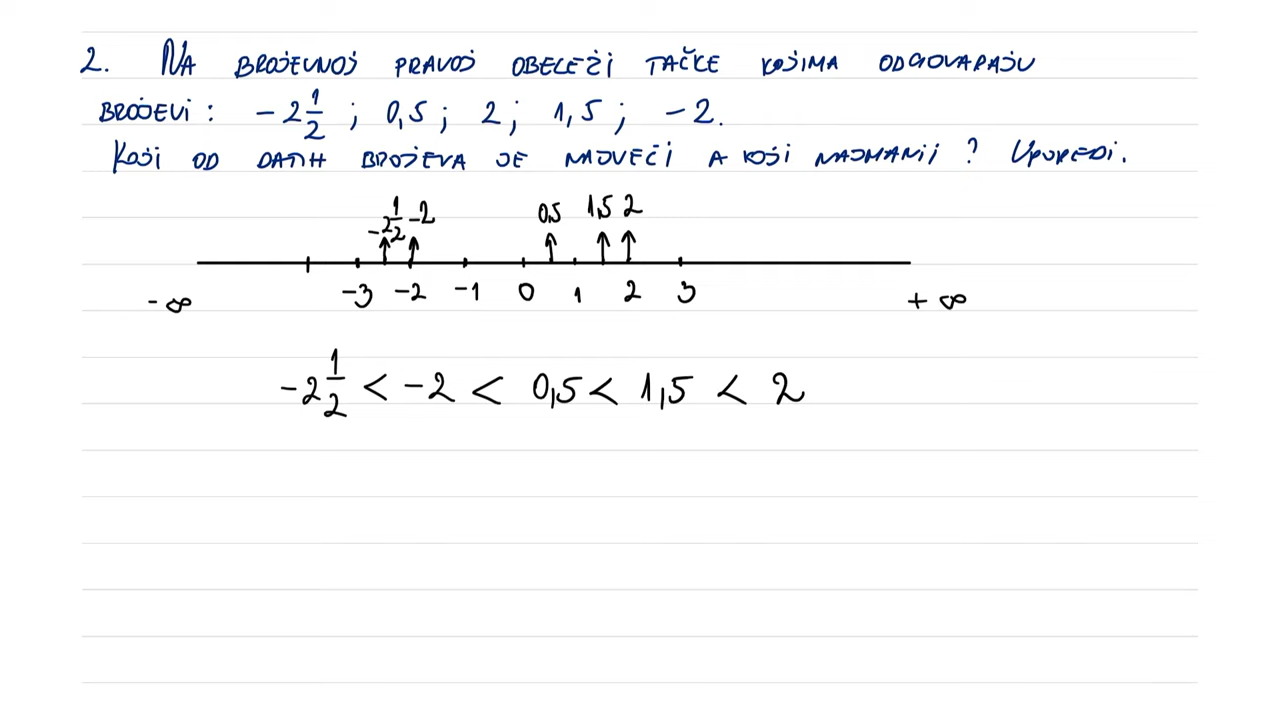 2. NA BROJEVNOJ PRAVOJ OBELEŽI TAČKE KOJIMA ODGOVARAJU
BROJEVI: -2 1/2 ; 0,5 ; 2 ; 1,5 ; -2.
KOJI OD DATIH BROJEVA JE NAJVEĆI A KOJI NAJMANJI? UPOREDI.
-2 1/2 -2 0,5 1,5 2
-∞ -3 -2 -1 0 1 2 3 +∞
-2 1/2 < -2 < 0,5 < 1,5 < 2